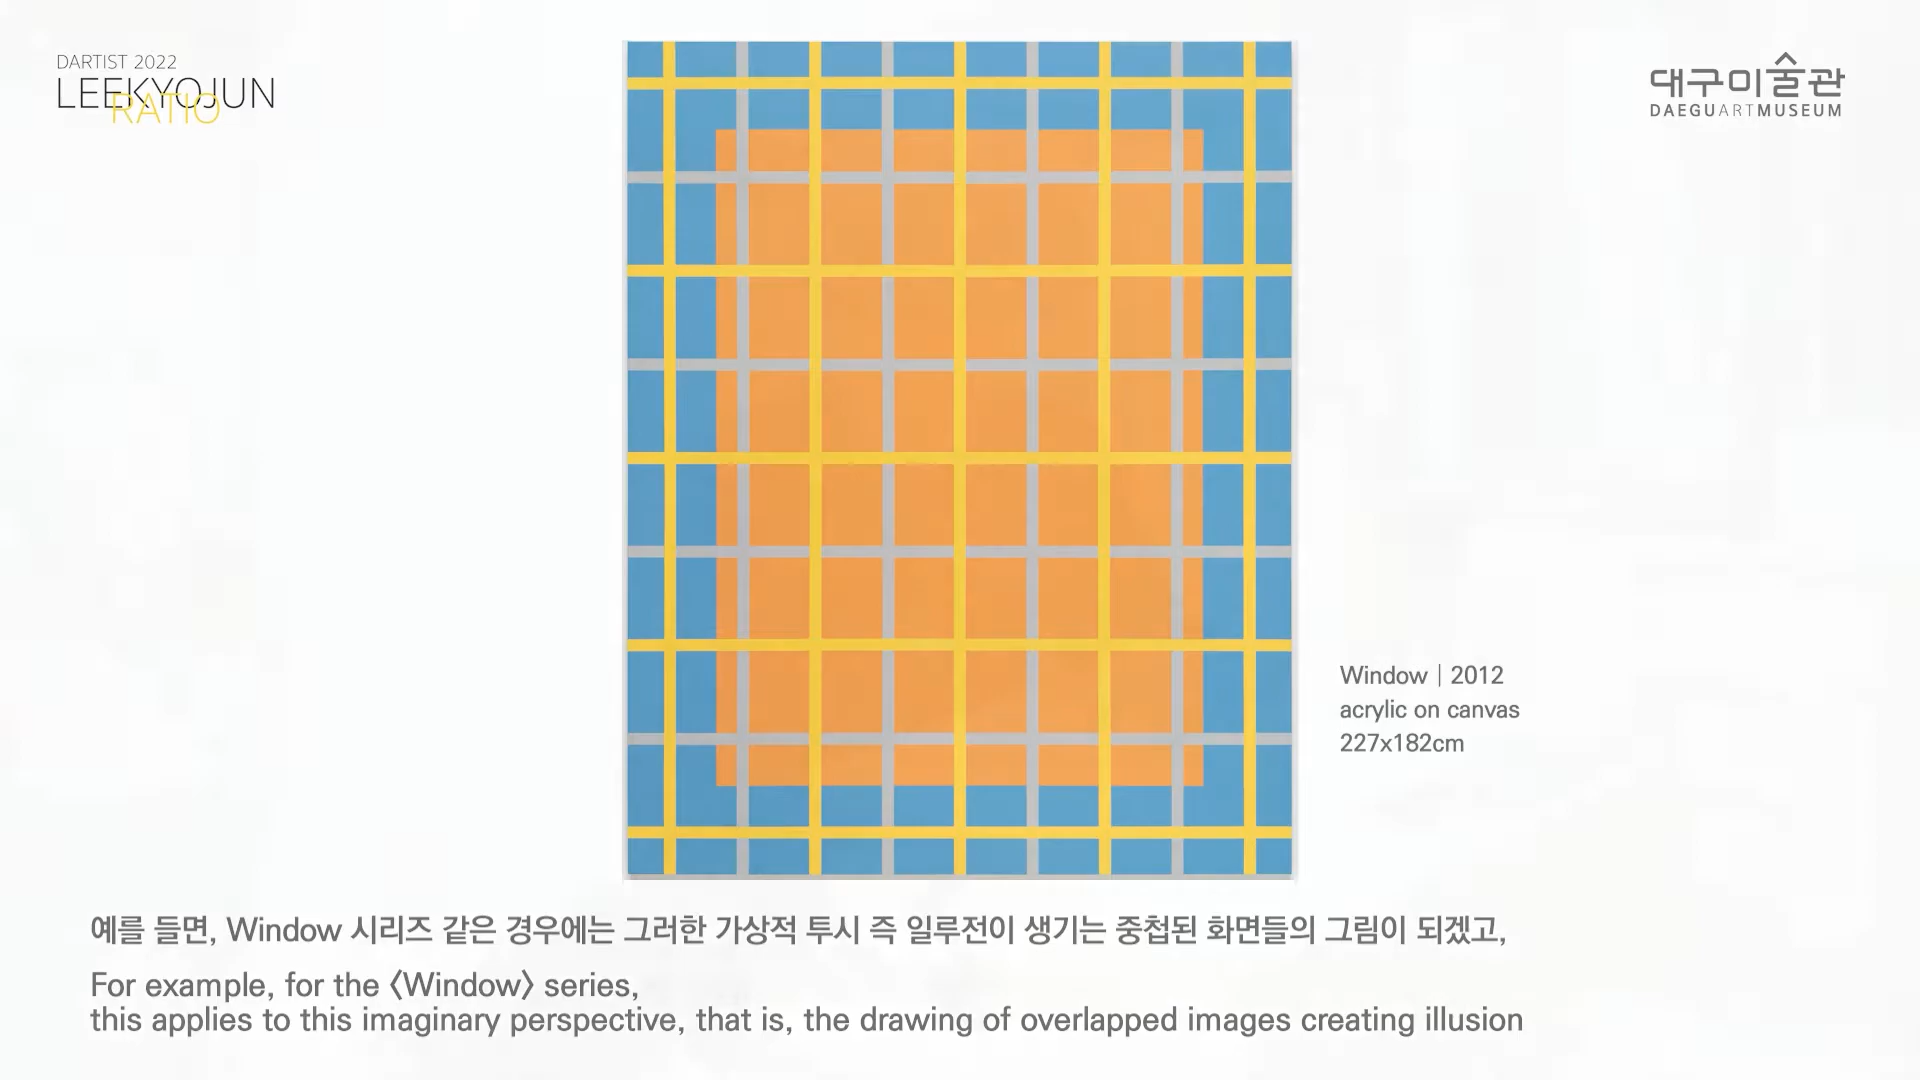 DARTIST 2022
LEEKYOJUN
RATIO
대구미술관
DAEGUARTMUSEUM
Window | 2012
acrylic on canvas
227x182cm
예를 들면, Window 시리즈 같은 경우에는 그러한 가상적 투시 즉 일루전이 생기는 중첩된 화면들의 그림이 되겠고,
For example, for the 〈Window〉 series,
this applies to this imaginary perspective, that is, the drawing of overlapped images creating illusion